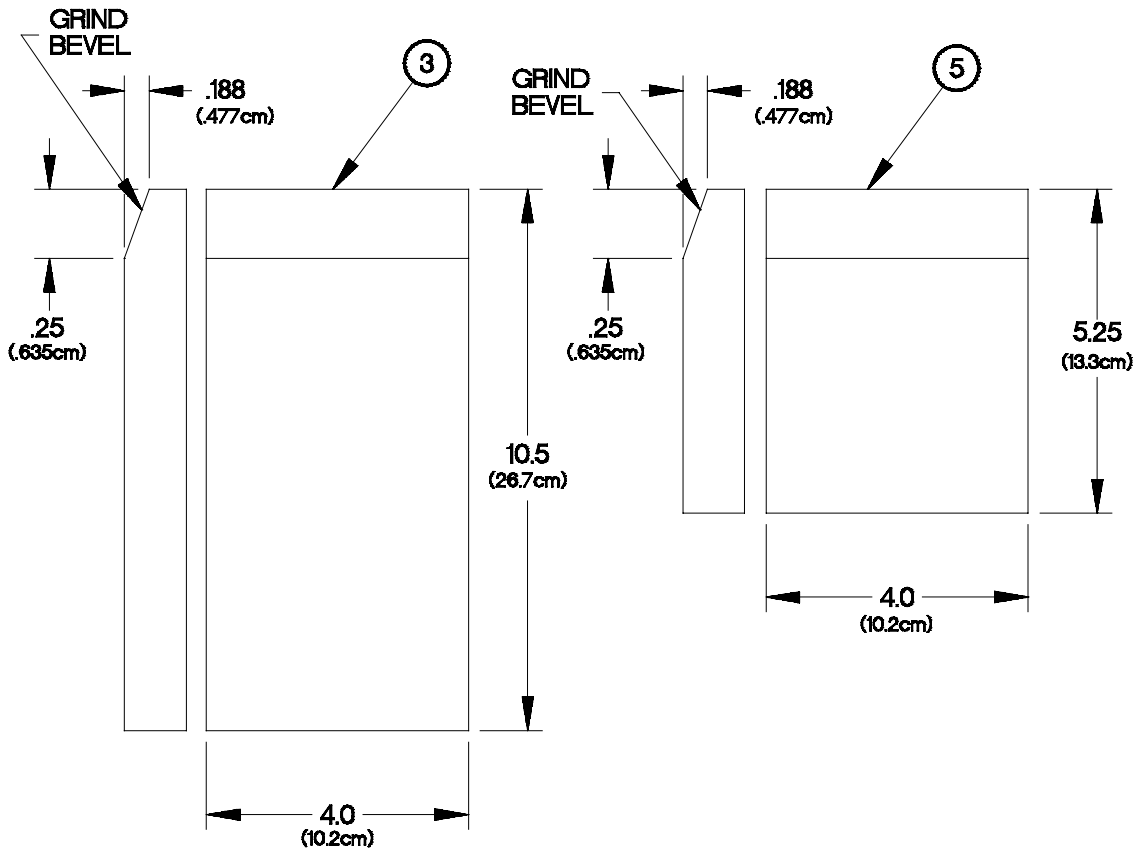 GRIND
BEVEL
3
.188
(.477cm)
.25
(.635cm)
10.5
(26.7cm)
4.0
(10.2cm)
GRIND
BEVEL
5
.188
(.477cm)
.25
(.635cm)
5.25
(13.3cm)
4.0
(10.2cm)